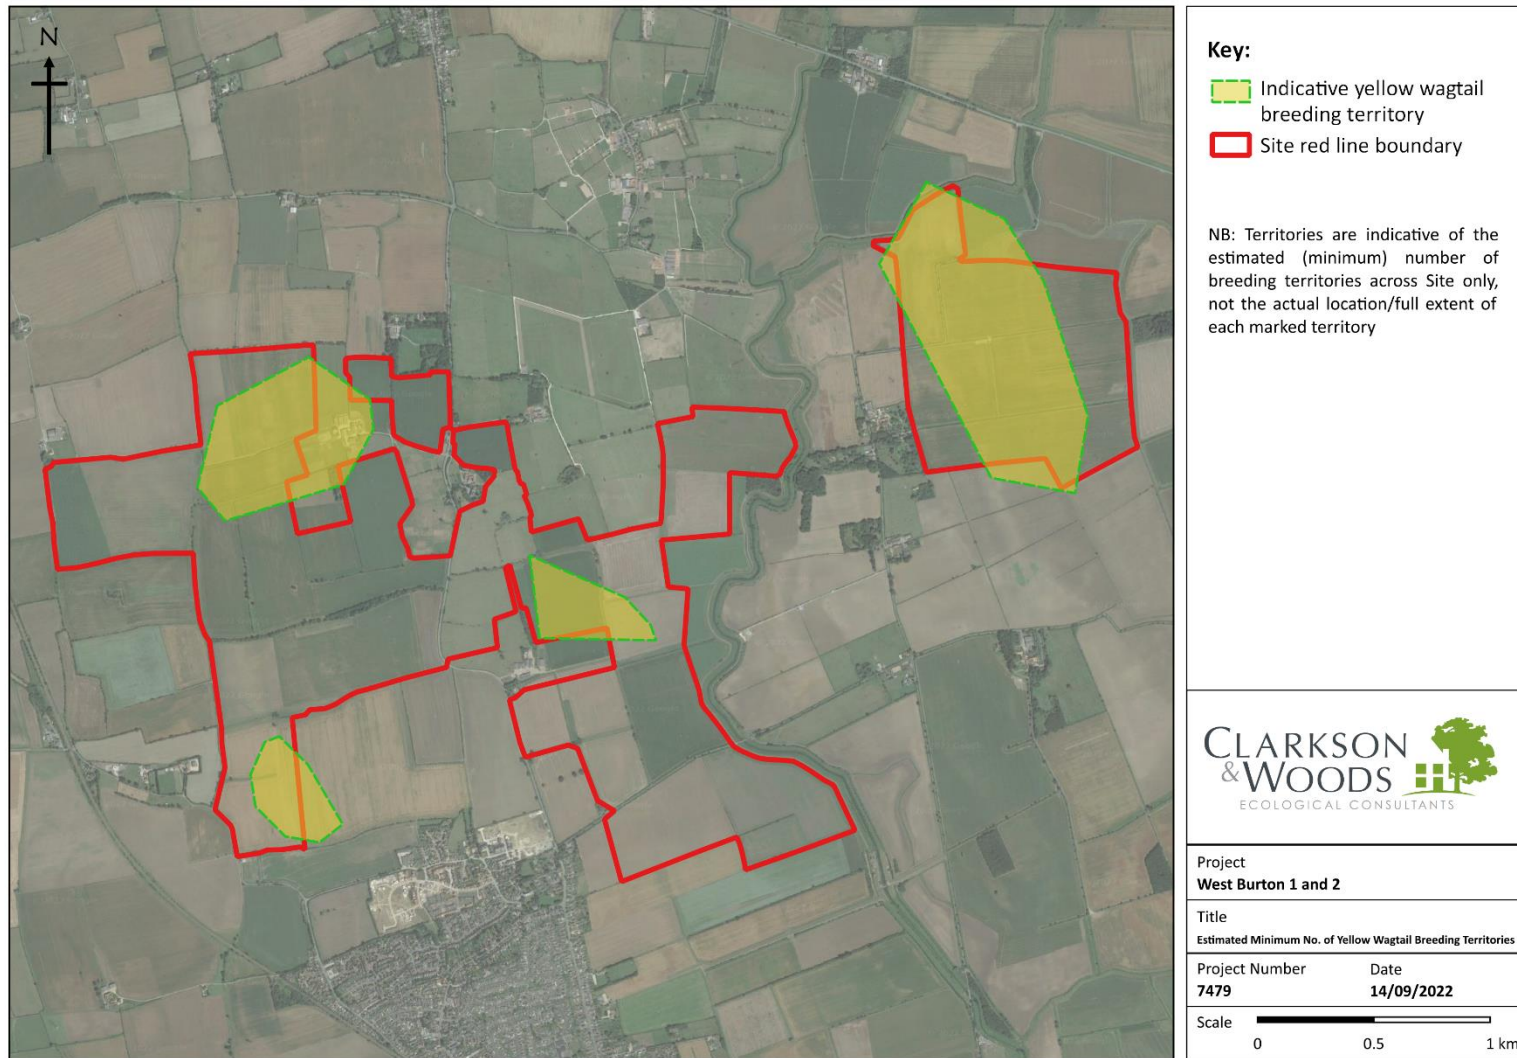 N
Key:
Indicative yellow wagtail
breeding territory
Site red line boundary
NB: Territories are indicative of the
estimated (minimum) number of
breeding territories across Site only,
not the actual location/full extent of
each marked territory
CLARKSON
&WOODS
ECOLOGICAL CONSULTANTS
Project
West Burton 1 and 2
Title
Estimated Minimum No. of Yellow Wagtail Breeding Territories
Project Number Date
7479 14/09/2022
Scale
0 0.5 1 km